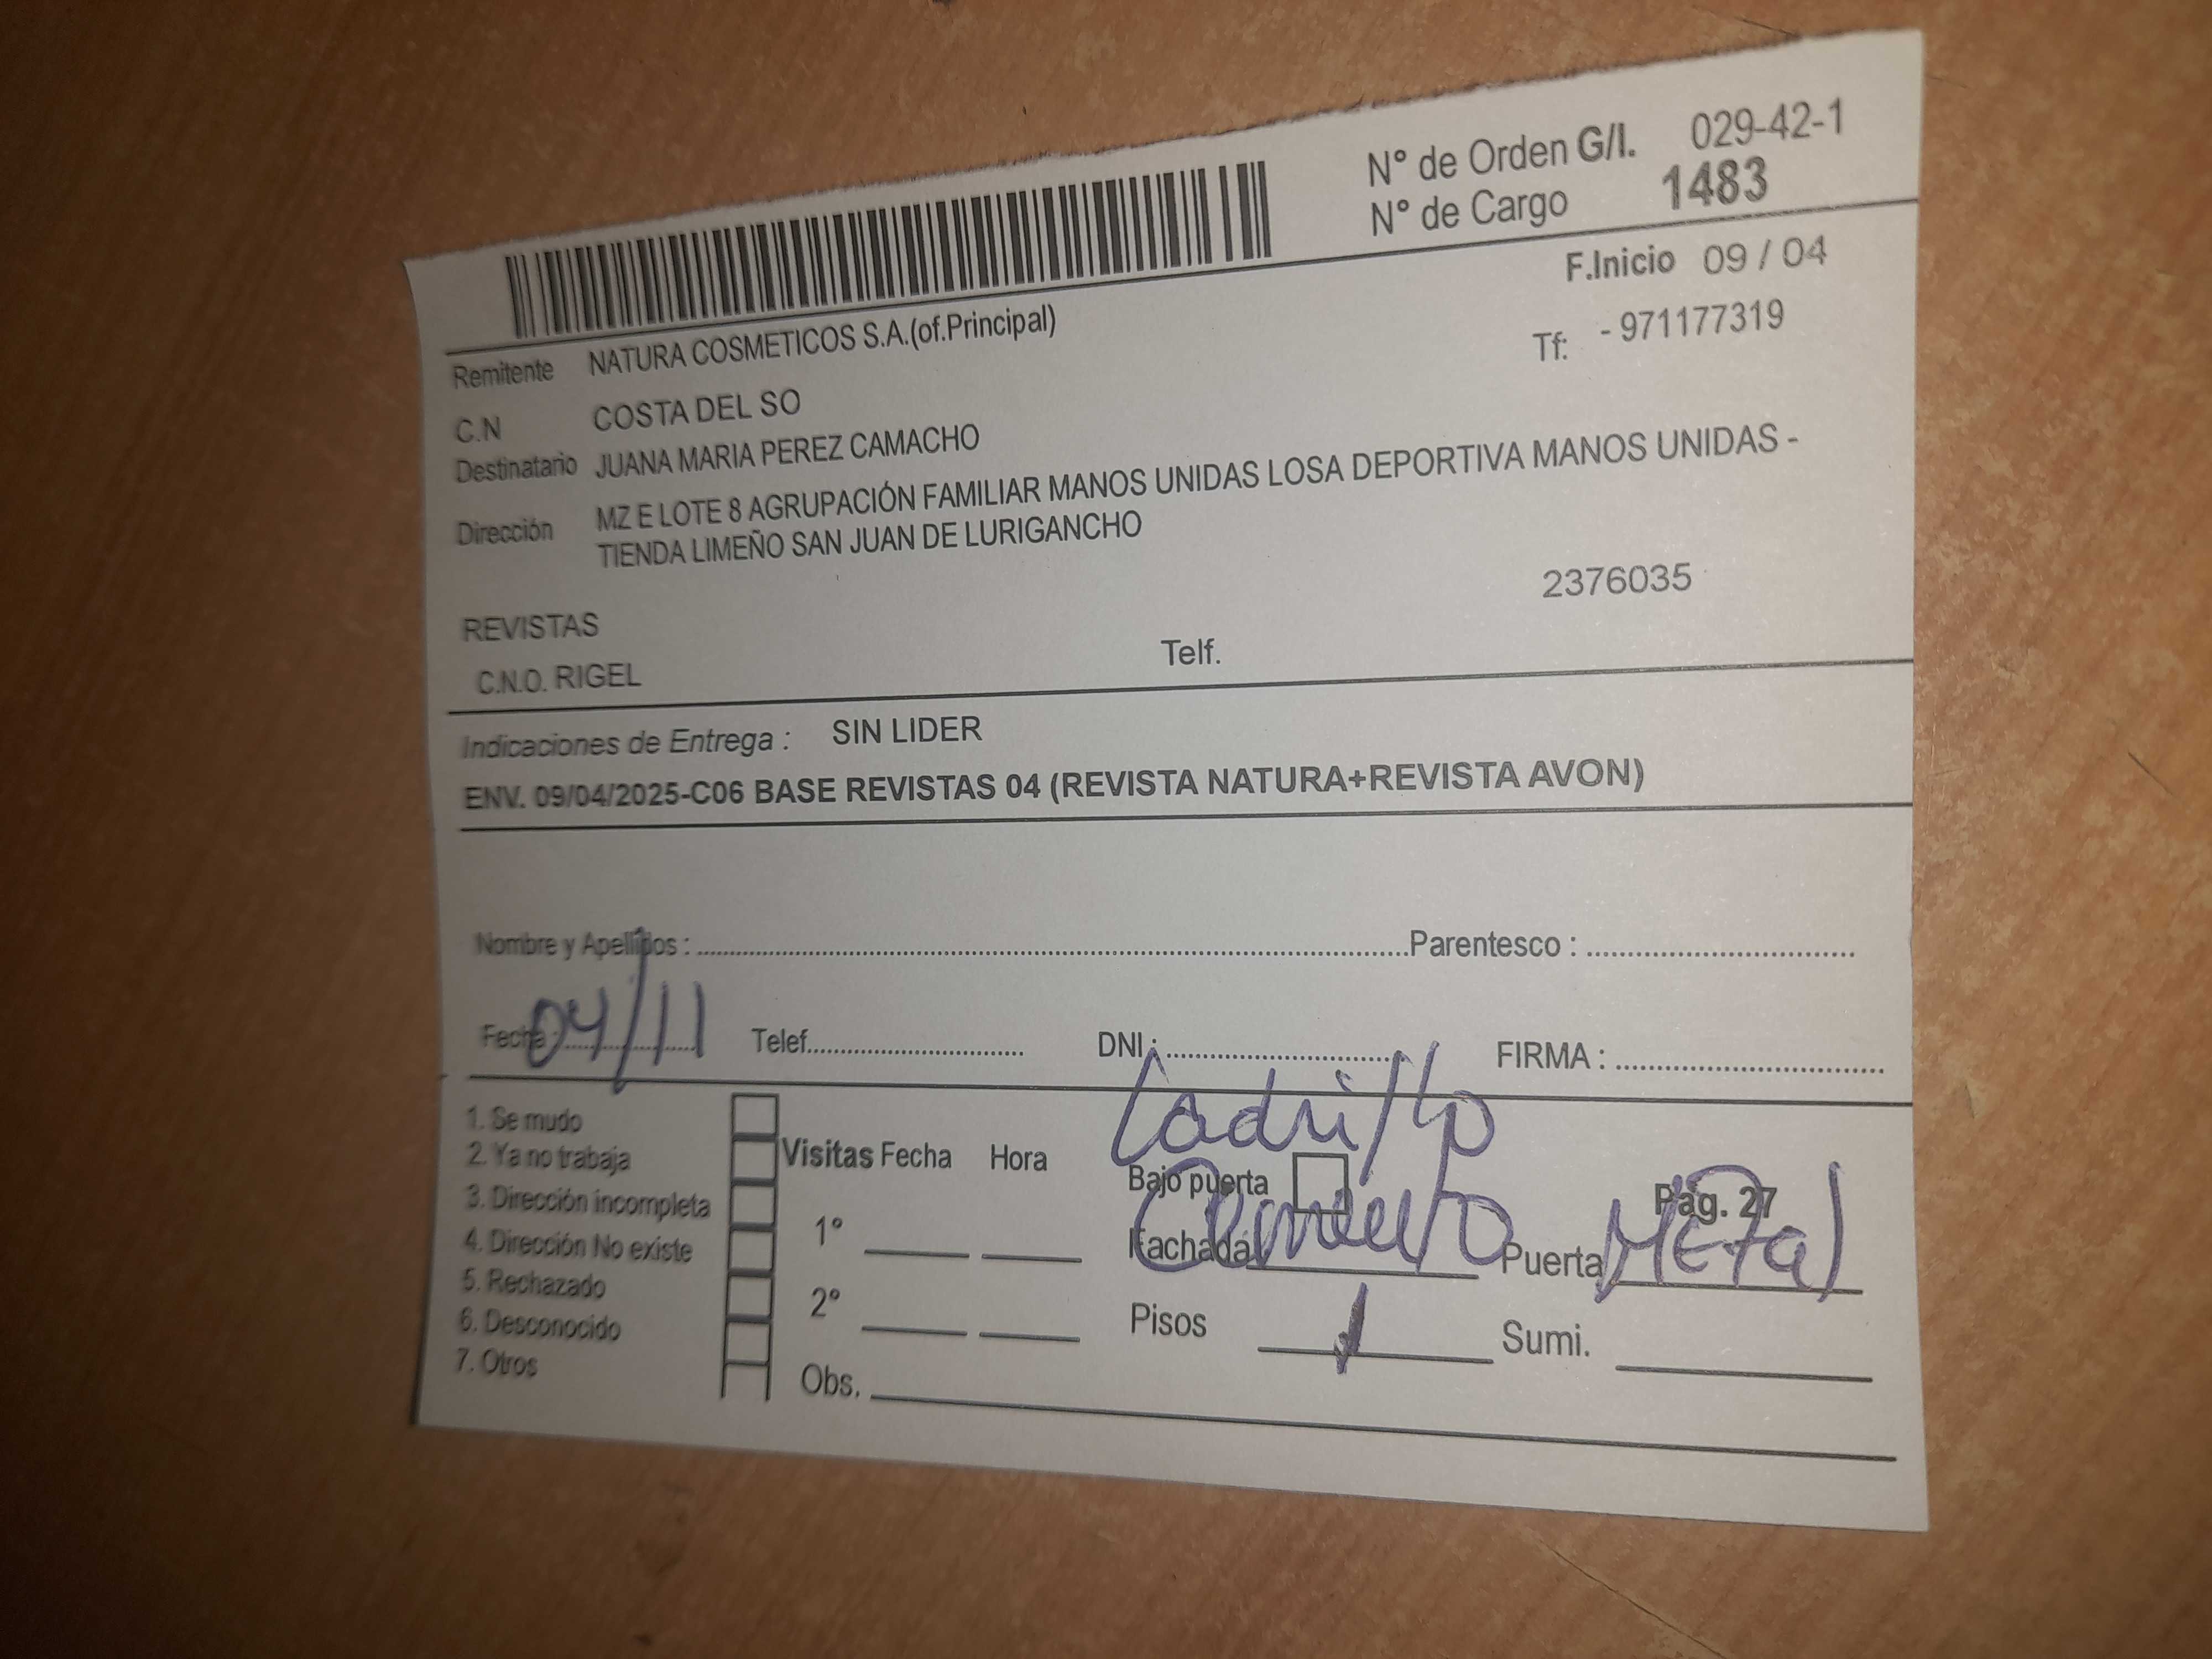 N° de Orden G/I. 029-42-1
N° de Cargo 1483
F.Inicio 09 / 04
Remitente NATURA COSMETICOS S.A.(of.Principal)
Tf: - 971177319
C.N COSTA DEL SO
Destinatario JUANA MARIA PEREZ CAMACHO
Dirección MZ E LOTE 8 AGRUPACIÓN FAMILIAR MANOS UNIDAS LOSA DEPORTIVA MANOS UNIDAS -
TIENDA LIMEÑO SAN JUAN DE LURIGANCHO
2376035
REVISTAS
C.N.O. RIGEL Telf.
Indicaciones de Entrega : SIN LIDER
ENV. 09/04/2025-C06 BASE REVISTAS 04 (REVISTA NATURA+REVISTA AVON)
Nombre y Apellidos : Parentesco :
Fecha : 04/11 Telef. DNI : FIRMA :
Ladrillo
1. Se mudo
2. Ya no trabaja
3. Dirección incompleta
4. Dirección No existe
5. Rechazado
6. Desconocido
7. Otros
Visitas Fecha Hora
1°
2°
Obs.
Bajo puerta
Pág. 27
Fachada Cemento Puerta METal
Pisos 1 Sumi.